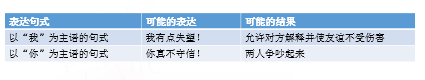 表达句式 可能的表达 可能的结果
以“我”为主语的句式 我有点失望！ 允许对方解释并使友谊不受伤害
以“你”为主语的句式 你真不守信！ 两人争吵起来